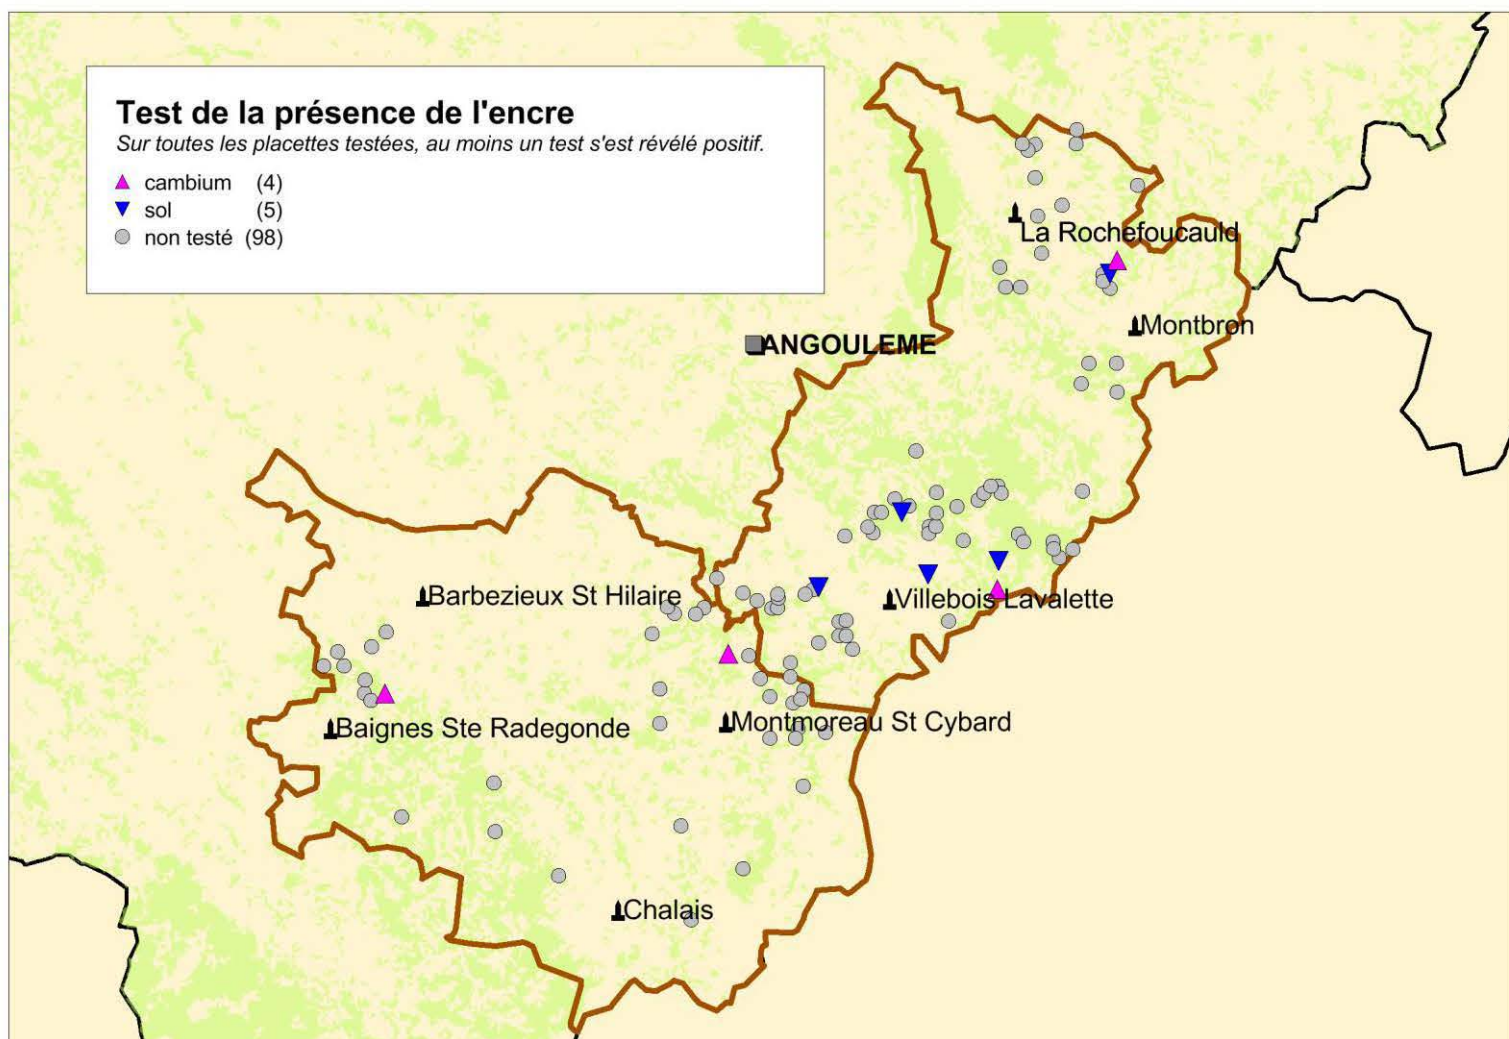 Test de la présence de l'encre
Sur toutes les placettes testées, au moins un test s'est révélé positif.
cambium (4)
sol (5)
non testé (98)
La Rochefoucauld
Montbron
ANGOULEME
Barbezieux St Hilaire
Villebois Lavalette
Baignes Ste Radegonde
Montmoreau St Cybard
Chalais